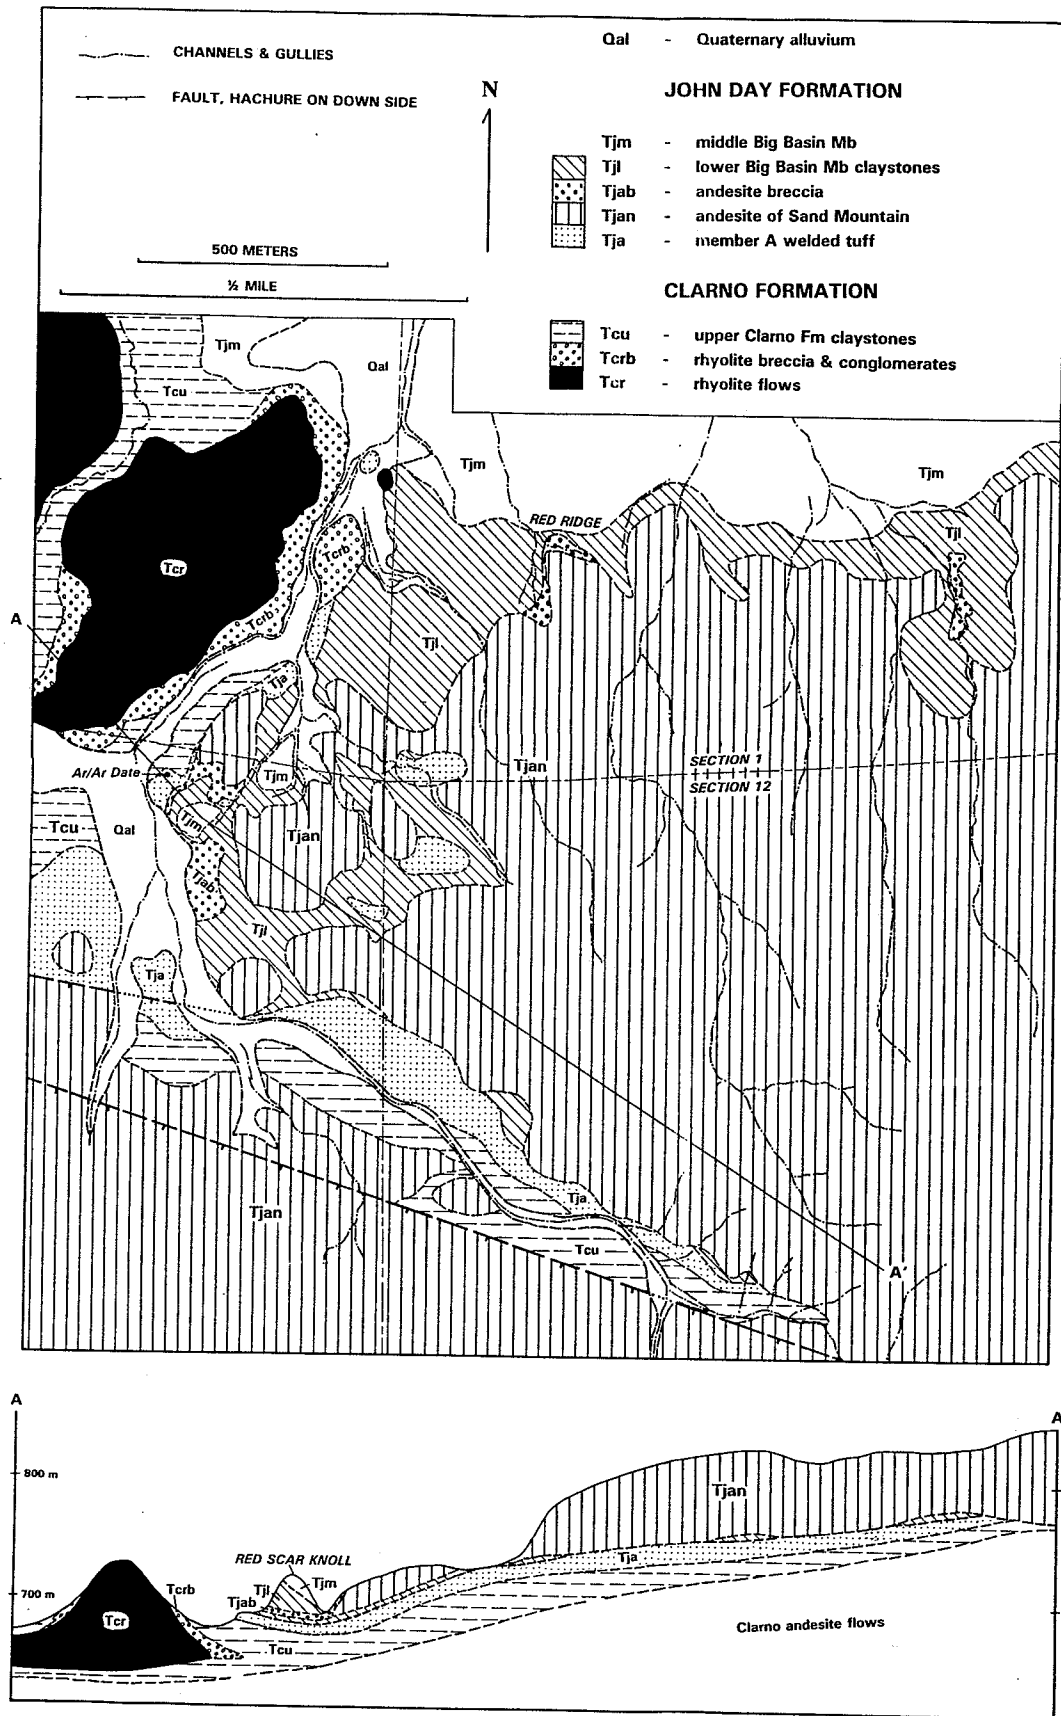 CHANNELS & GULLIES
FAULT, HACHURE ON DOWN SIDE
N
500 METERS
½ MILE
Qal - Quaternary alluvium
JOHN DAY FORMATION
Tjm - middle Big Basin Mb
Tjl - lower Big Basin Mb claystones
Tjab - andesite breccia
Tjan - andesite of Sand Mountain
Tja - member A welded tuff
CLARNO FORMATION
Tcu - upper Clarno Fm claystones
Tcrb - rhyolite breccia & conglomerates
Tcr - rhyolite flows
Tjm
Qal
Tcu
Tjm
Tjm
RED RIDGE
Tjl
Tcrb
Tcr
A
Tcrb
Tjl
Tja
SECTION 1
Tjan
Ar/Ar Date
Tjm
SECTION 12
Tjm
Tcu
Qal
Tjan
Tjab
Tjl
Tja
Tja
Tjan
Tcu
A'
A
A
800 m
Tjan
RED SCAR KNOLL
Tja
Tcrb
Tjl
Tjm
700 m
Tjab
Tcr
Tcu
Clarno andesite flows